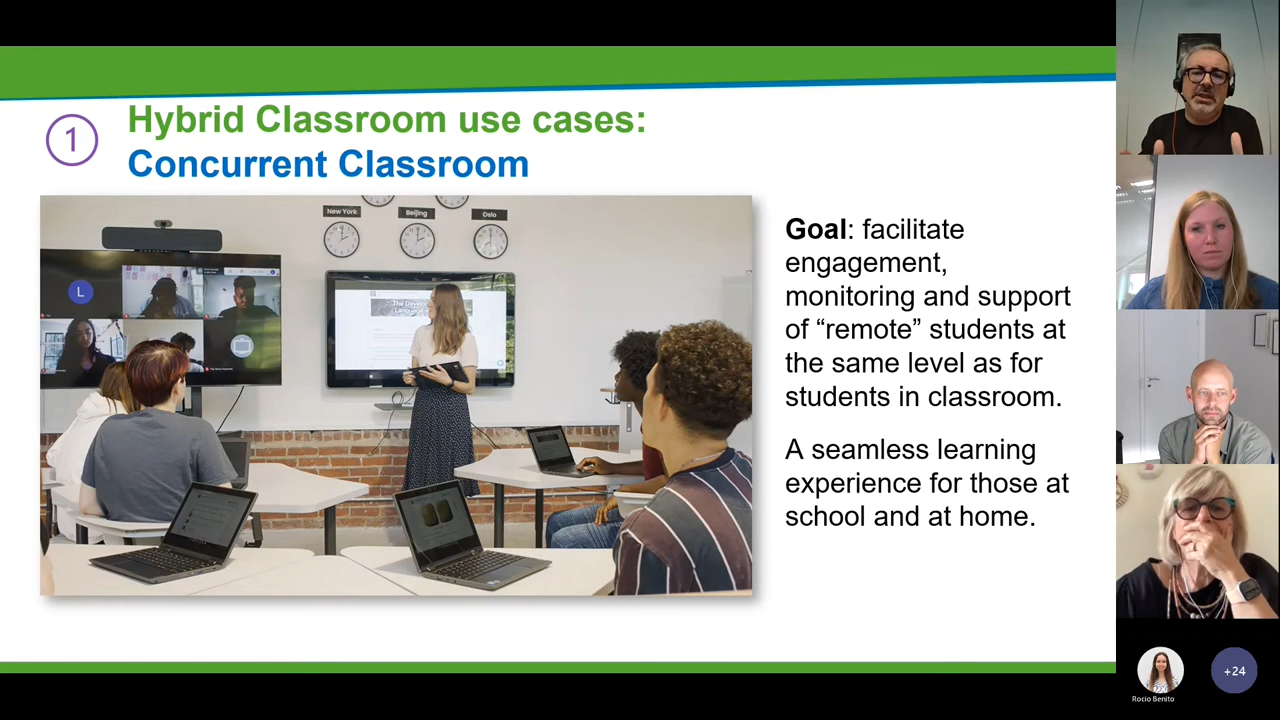 1
Hybrid Classroom use cases:
Concurrent Classroom
New York
Beijing
Oslo
L
Goal: facilitate
engagement,
monitoring and support
of “remote” students at
the same level as for
students in classroom.
A seamless learning
experience for those at
school and at home.
Rocio Benito
+24